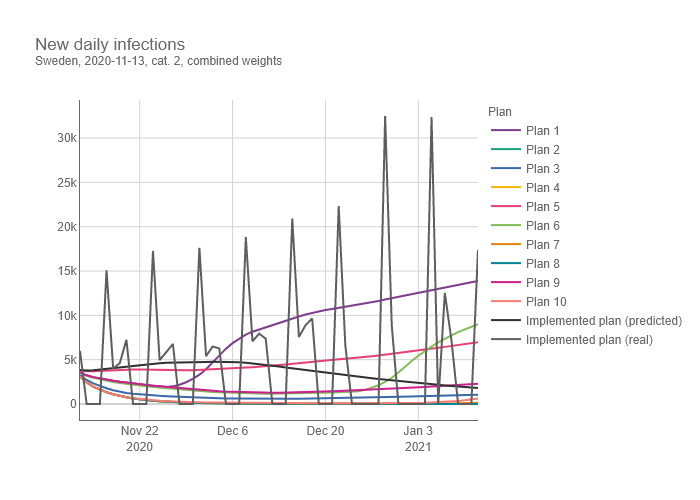 New daily infections
Sweden, 2020-11-13, cat. 2, combined weights
Plan
30k
25k
20k
15k
10k
5k
0
Nov 22
2020
Dec 6
Dec 20
Jan 3
2021
Plan 1
Plan 2
Plan 3
Plan 4
Plan 5
Plan 6
Plan 7
Plan 8
Plan 9
Plan 10
Implemented plan (predicted)
Implemented plan (real)